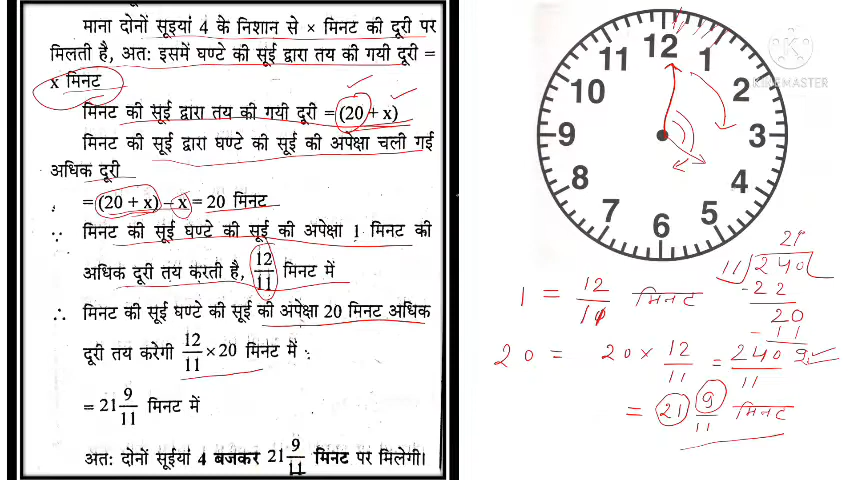 माना दोनों सूइयां 4 के निशान से × मिनट की दूरी पर
मिलती है, अत: इसमें घण्टे की सूई द्वारा तय की गयी दूरी =
x मिनट
मिनट की सूई द्वारा तय की गयी दूरी = (20 + x)
मिनट की सूई द्वारा घण्टे की सूई की अपेक्षा चली गई
अधिक दूरी
= (20 + x) – x = 20 मिनट
∵ मिनट की सूई घण्टे की सूई की अपेक्षा 1 मिनट की
अधिक दूरी तय करती है, 12/11 मिनट में
∴ मिनट की सूई घण्टे की सूई की अपेक्षा 20 मिनट अधिक
दूरी तय करेगी 12/11 × 20 मिनट में
= 21 9/11 मिनट में
अत: दोनों सूईयां 4 बजकर 21 9/11 मिनट पर मिलेगी।
12
1
2
3
4
5
6
7
8
9
10
11
KINEMASTER
1 = 12/11 मिनट
20 = 20 × 12/11 = 240/11
= 21 9/11 मिनट
21
11) 240
-22
20
-11
9